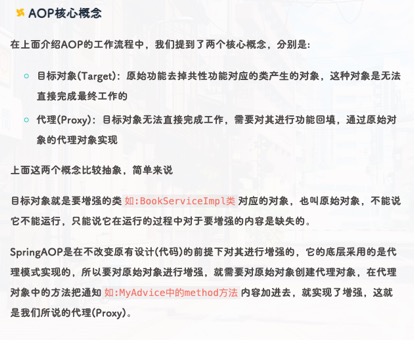 AOP核心概念
在上面介绍AOP的工作流程中，我们提到了两个核心概念，分别是:
目标对象(Target)：原始功能去掉共性功能对应的类产生的对象，这种对象是无法
直接完成最终工作的
代理(Proxy)：目标对象无法直接完成工作，需要对其进行功能回填，通过原始对
象的代理对象实现
上面这两个概念比较抽象，简单来说
目标对象就是要增强的类 如:BookServiceImpl类 对应的对象，也叫原始对象，不能说
它不能运行，只能说它在运行的过程中对于要增强的内容是缺失的。
SpringAOP是在不改变原有设计(代码)的前提下对其进行增强的，它的底层采用的是代
理模式实现的，所以要对原始对象进行增强，就需要对原始对象创建代理对象，在代理
对象中的方法把通知 如:MyAdvice中的method方法 内容加进去，就实现了增强，这就
是我们所说的代理(Proxy)。